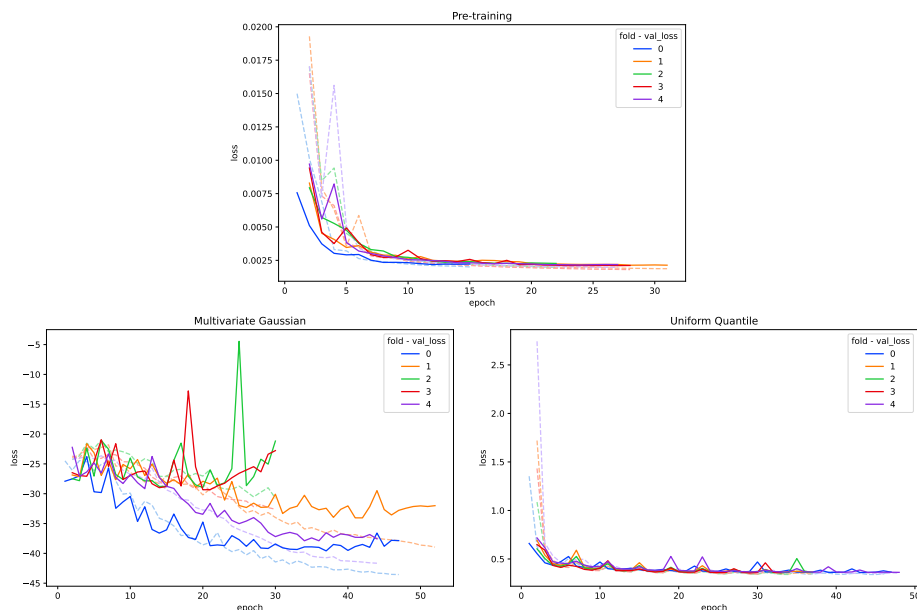 Pre-training
0.0200
0.0175
0.0150
0.0125
0.0100
0.0075
0.0050
0.0025
loss
0 5 10 15 20 25 30
epoch
fold - val_loss
0
1
2
3
4
Multivariate Gaussian
−5
−10
−15
−20
−25
−30
−35
−40
−45
loss
0 10 20 30 40 50
epoch
fold - val_loss
0
1
2
3
4
Uniform Quantile
2.5
2.0
1.5
1.0
0.5
loss
0 10 20 30 40 50
epoch
fold - val_loss
0
1
2
3
4